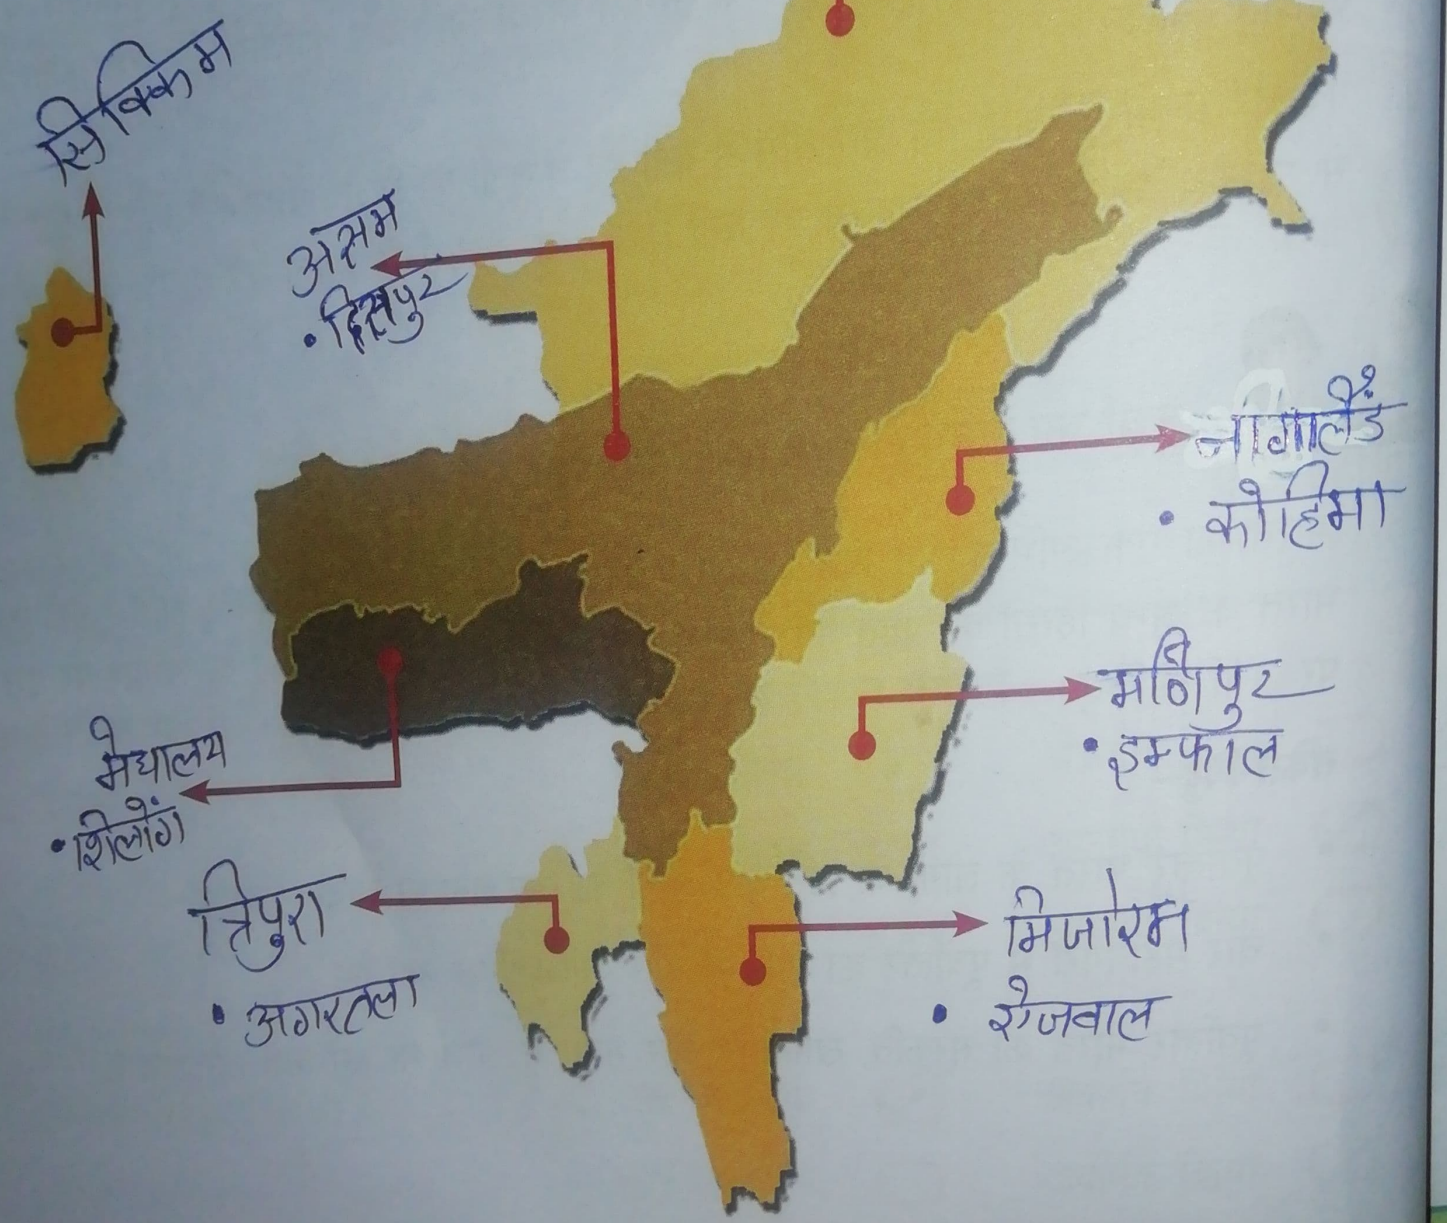 सिक्किम
असम
• दिसपुर
नागालैंड
• कोहिमा
मणिपुर
• इम्फाल
मेघालय
• शिलोंग
त्रिपुरा
• अगरतला
मिजोरम
• ऐजवाल